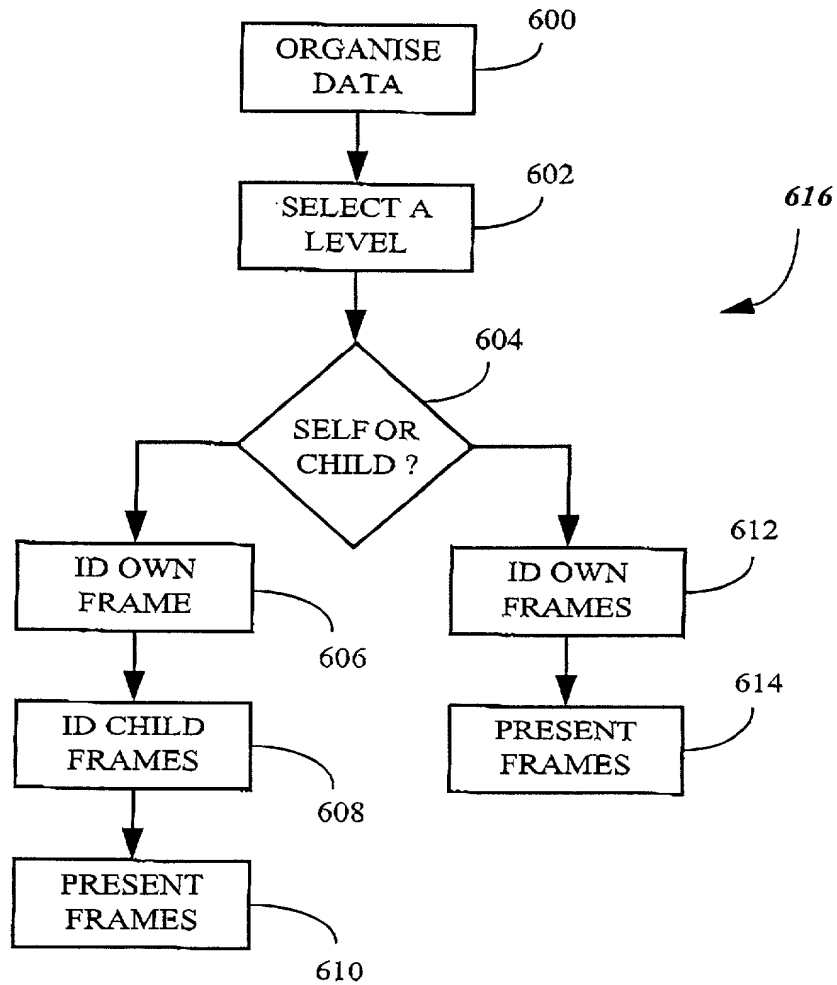 600
ORGANISE
DATA
602
SELECT A
LEVEL
616
604
SELF OR
CHILD ?
612
ID OWN
FRAME
ID OWN
FRAMES
606
614
ID CHILD
FRAMES
PRESENT
FRAMES
608
PRESENT
FRAMES
610